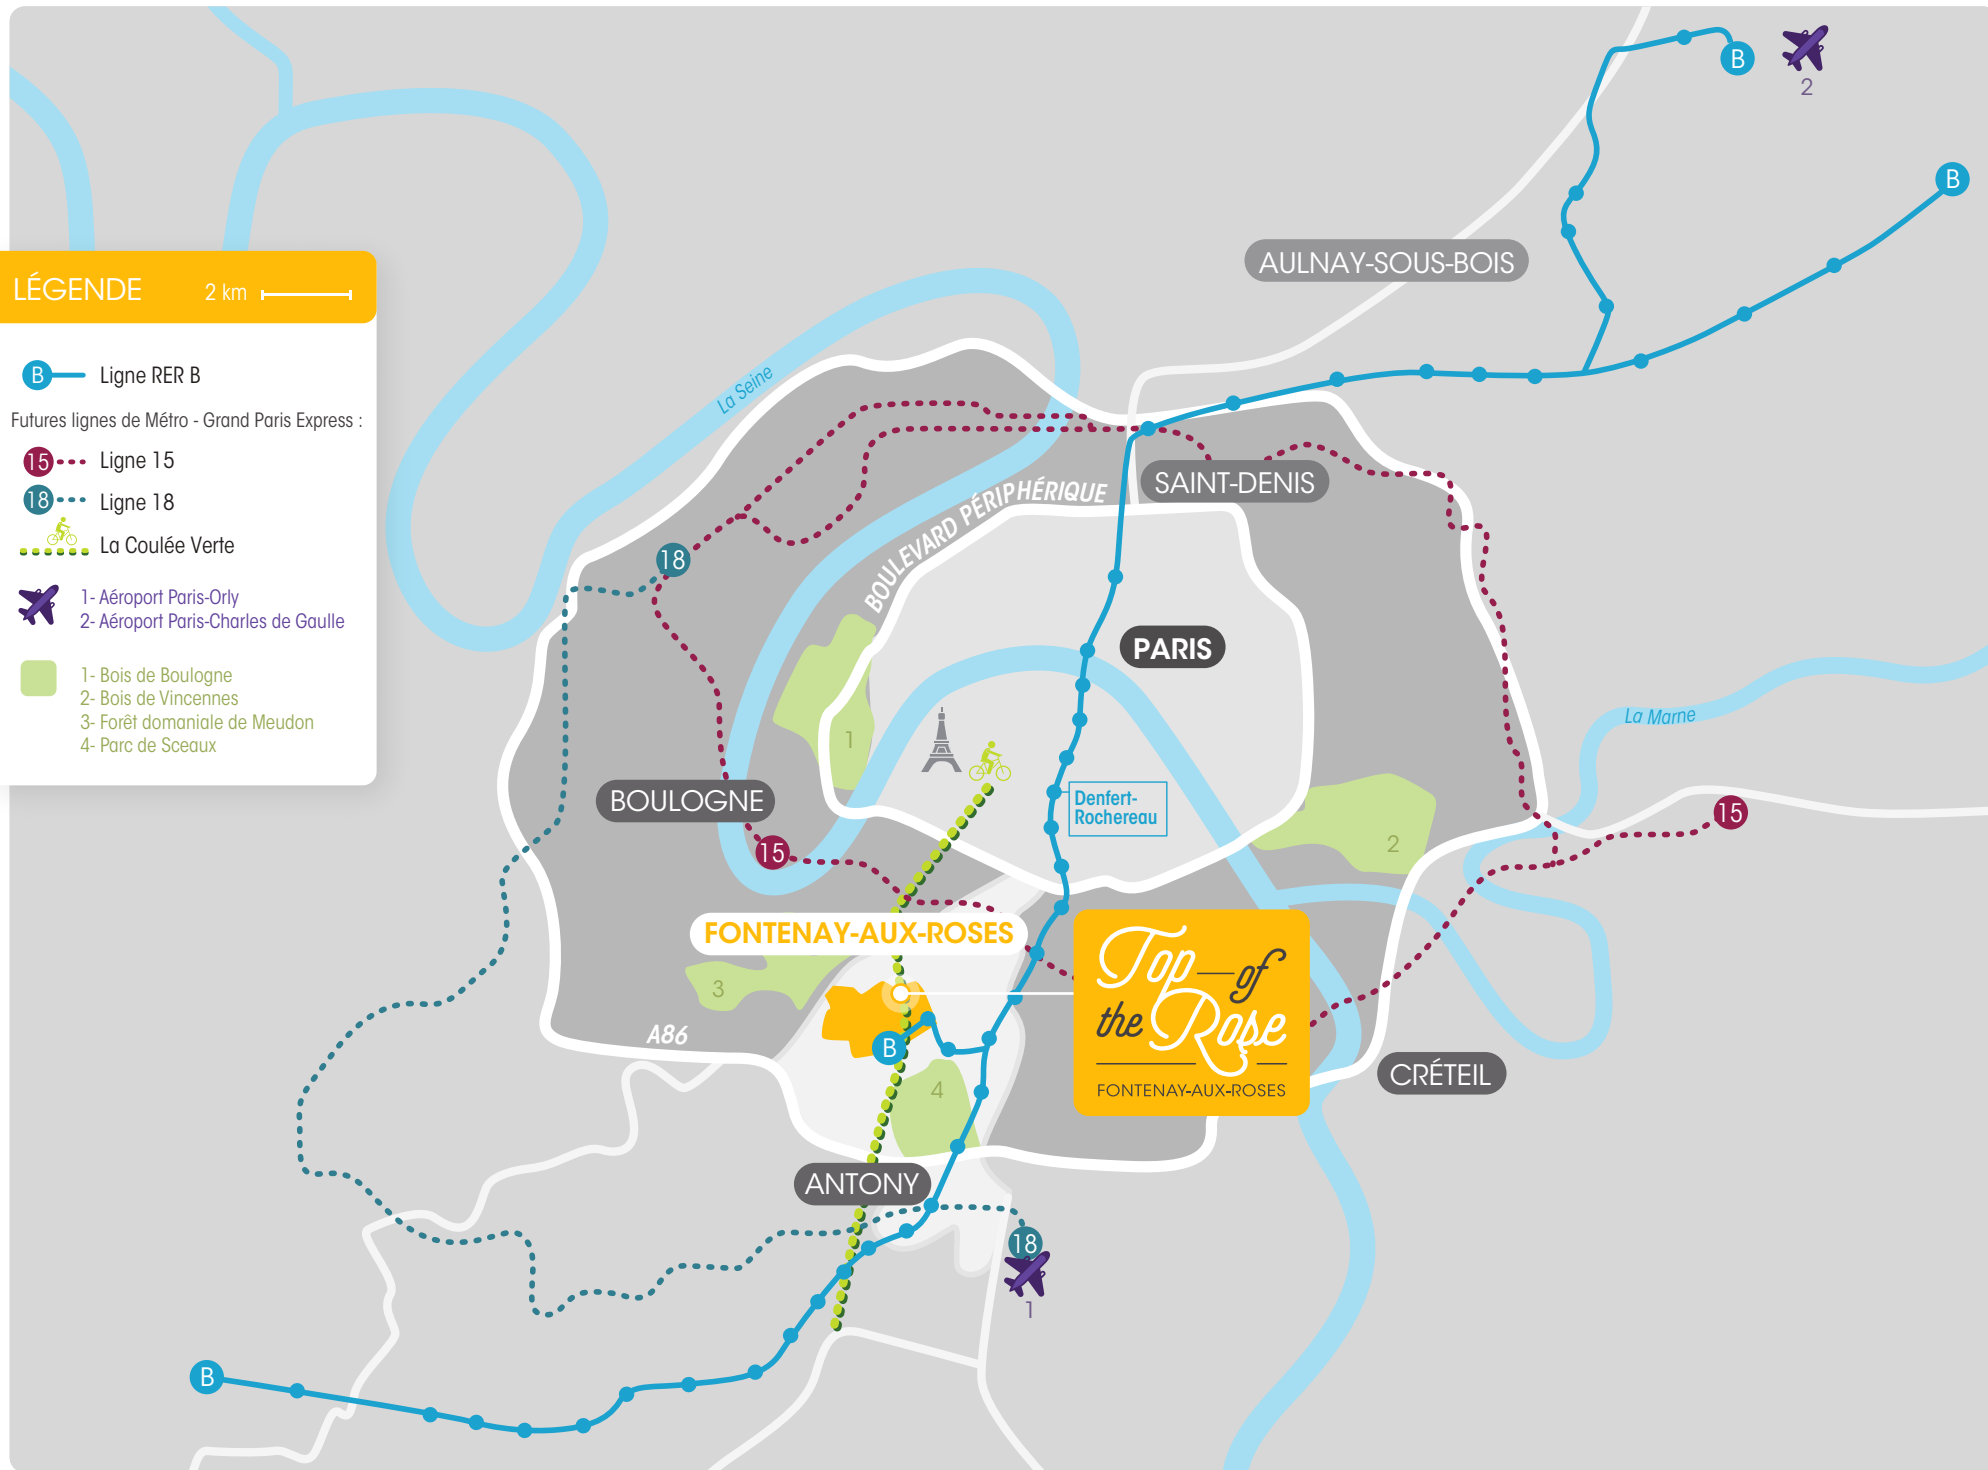 B
2
B
AULNAY-SOUS-BOIS
LÉGENDE
2 km
B
Ligne RER B
Futures lignes de Métro - Grand Paris Express :
15
Ligne 15
18
Ligne 18
La Coulée Verte
1- Aéroport Paris-Orly
2- Aéroport Paris-Charles de Gaulle
1- Bois de Boulogne
2- Bois de Vincennes
3- Forêt domaniale de Meudon
4- Parc de Sceaux
La Seine
SAINT-DENIS
BOULEVARD PÉRIPHÉRIQUE
18
PARIS
La Marne
1
BOULOGNE
Denfert-
Rochereau
15
2
15
FONTENAY-AUX-ROSES
3
Top of
the Rose
FONTENAY-AUX-ROSES
A86
B
4
CRÉTEIL
ANTONY
18
1
B